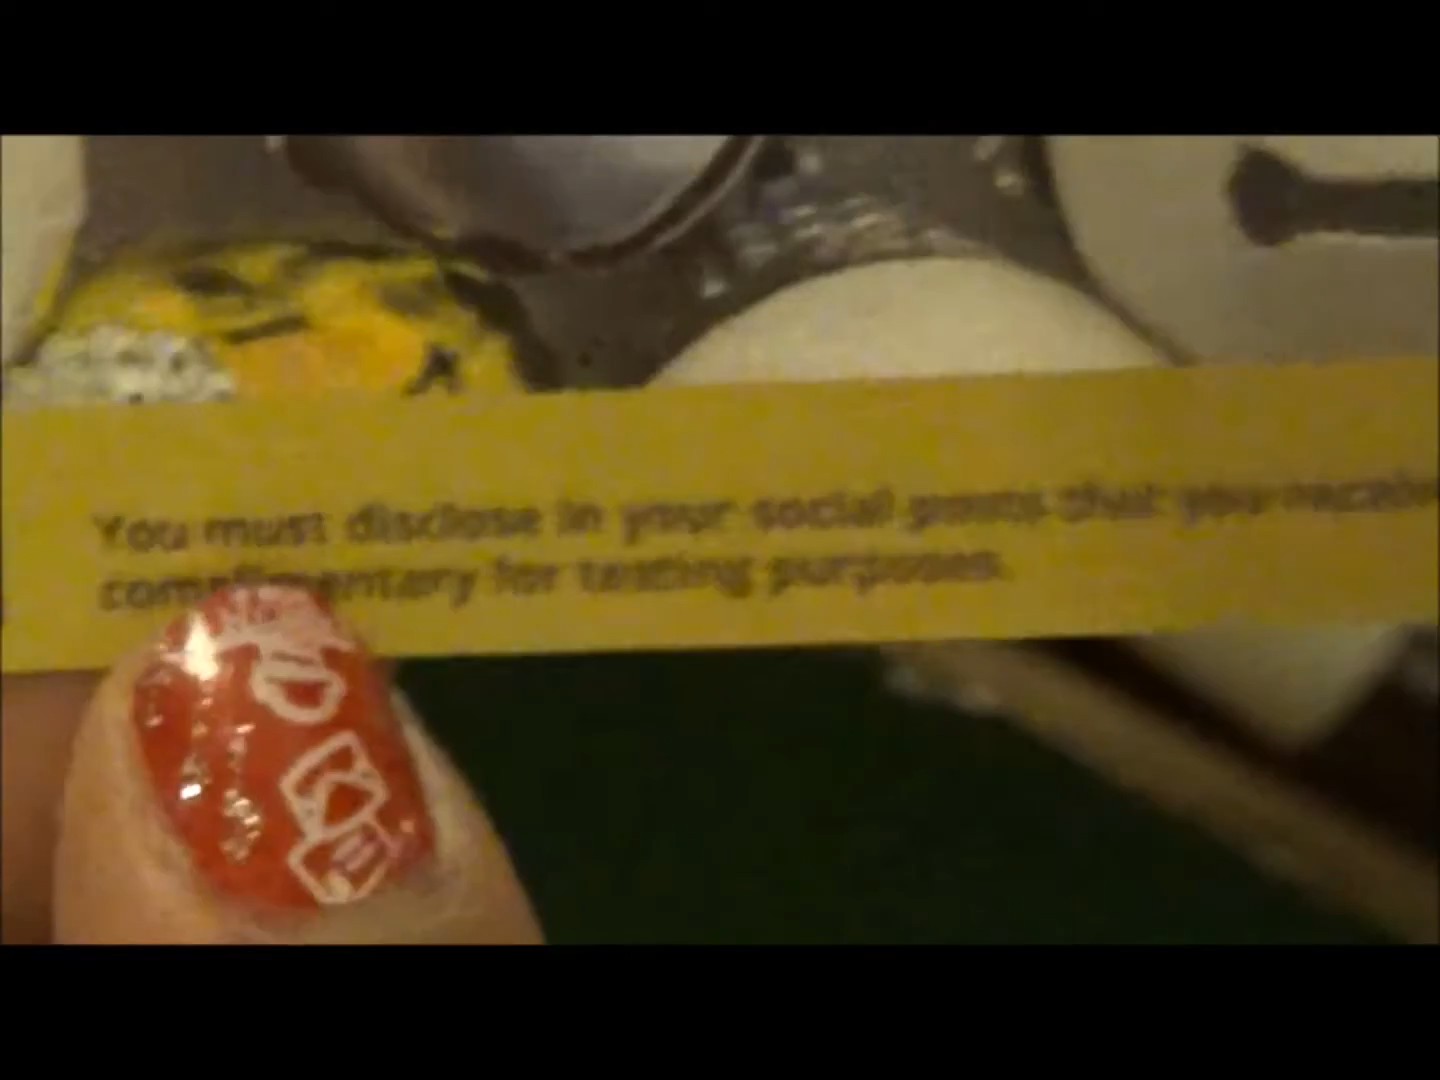 You must disclose in your social posts that you
complimentary for testing purposes.